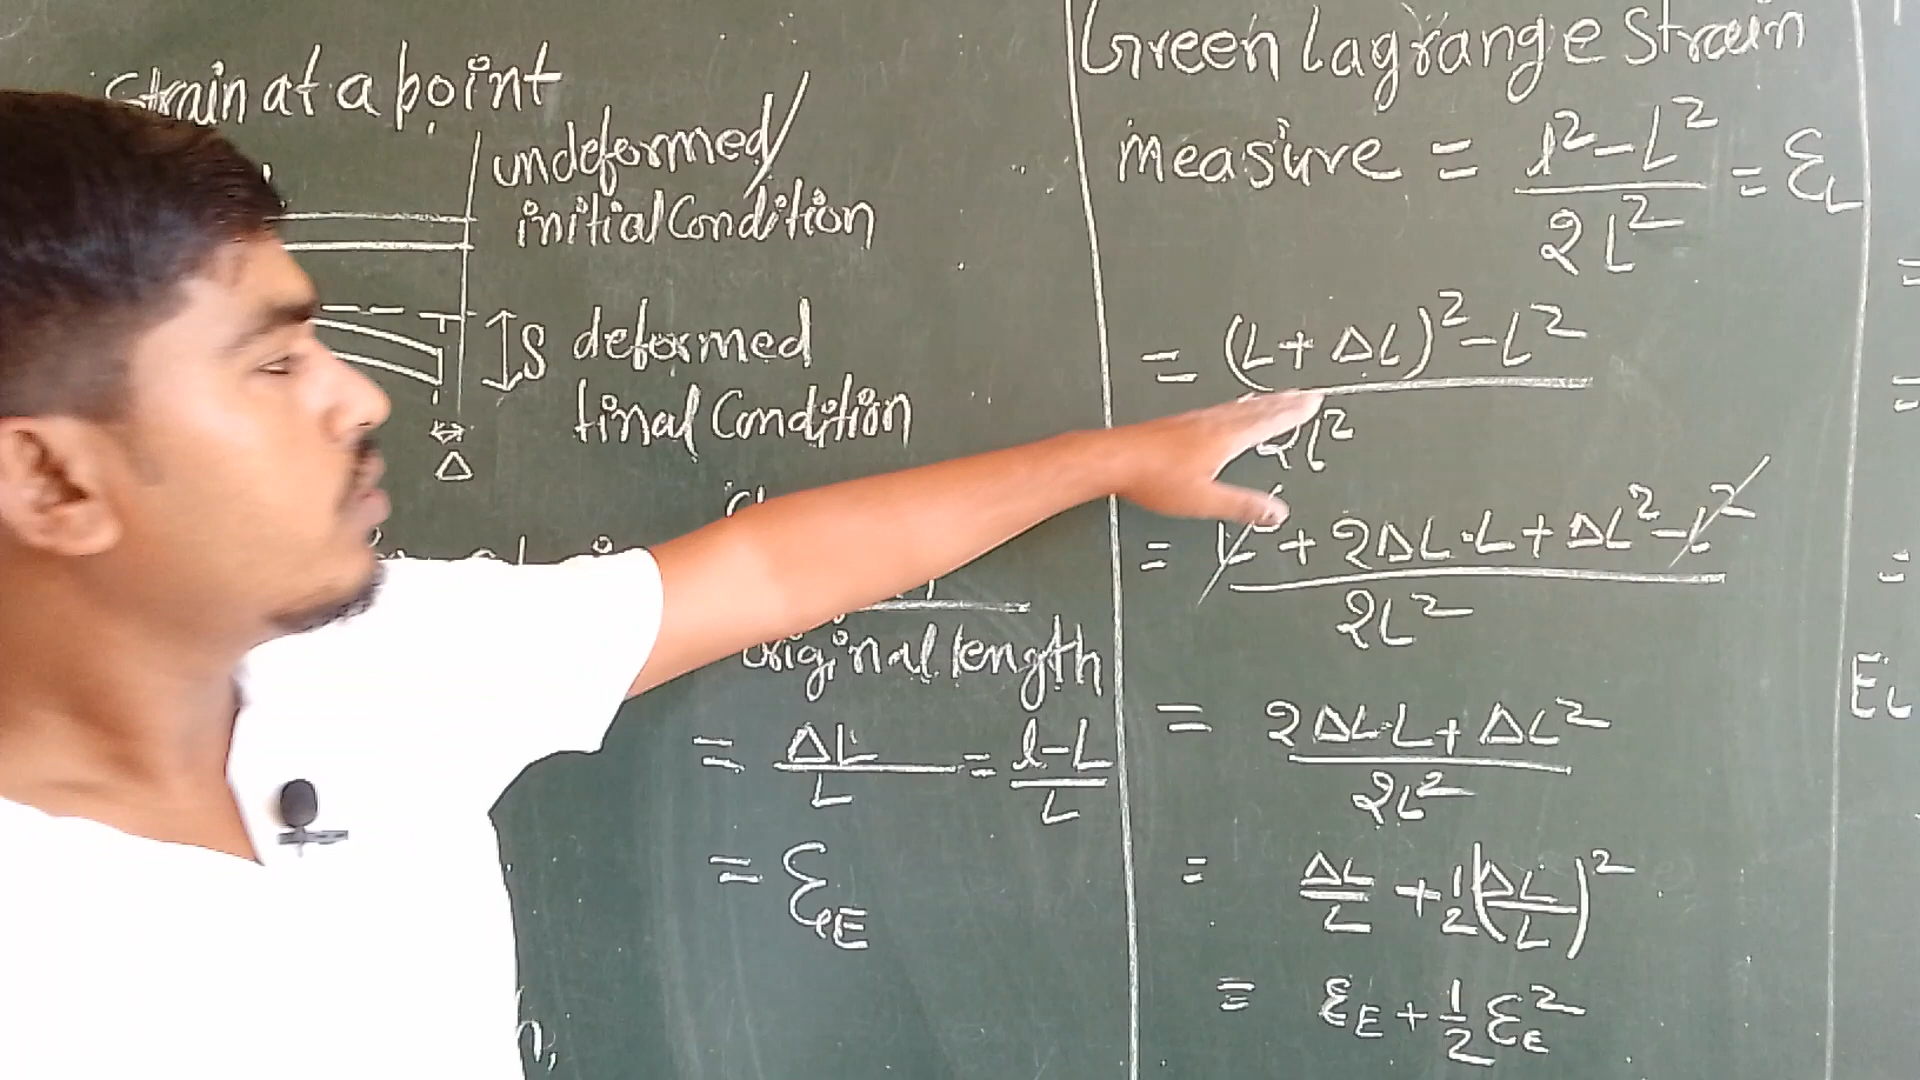 Strain at a point
undeformed/
initial Condition
deformed
final Condition
δ
Δ
original length
= ΔL/L = l-L/L
= ε_E
Green Lagrange Strain
measure = l²-L²/2L² = ε_L
= (L+ΔL)²-L²/2L²
= L²+2ΔL·L+ΔL²-L²/2L²
= 2ΔL·L+ΔL²/2L²
= ΔL/L + 1/2(ΔL/L)²
= ε_E + 1/2 ε_E²
E_L